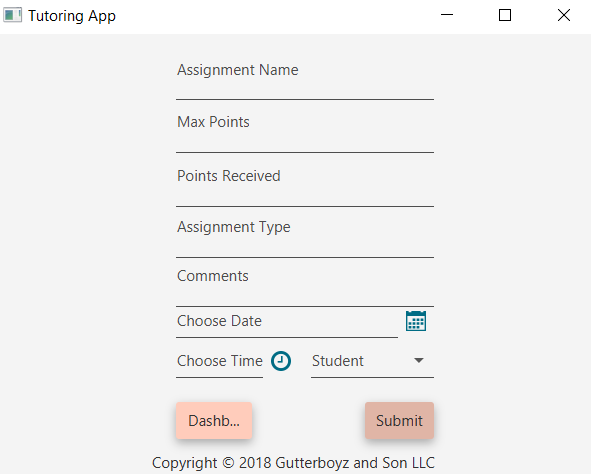 Tutoring App
Assignment Name
Max Points
Points Received
Assignment Type
Comments
Choose Date
Choose Time Student
Dashb... Submit
Copyright © 2018 Gutterboyz and Son LLC